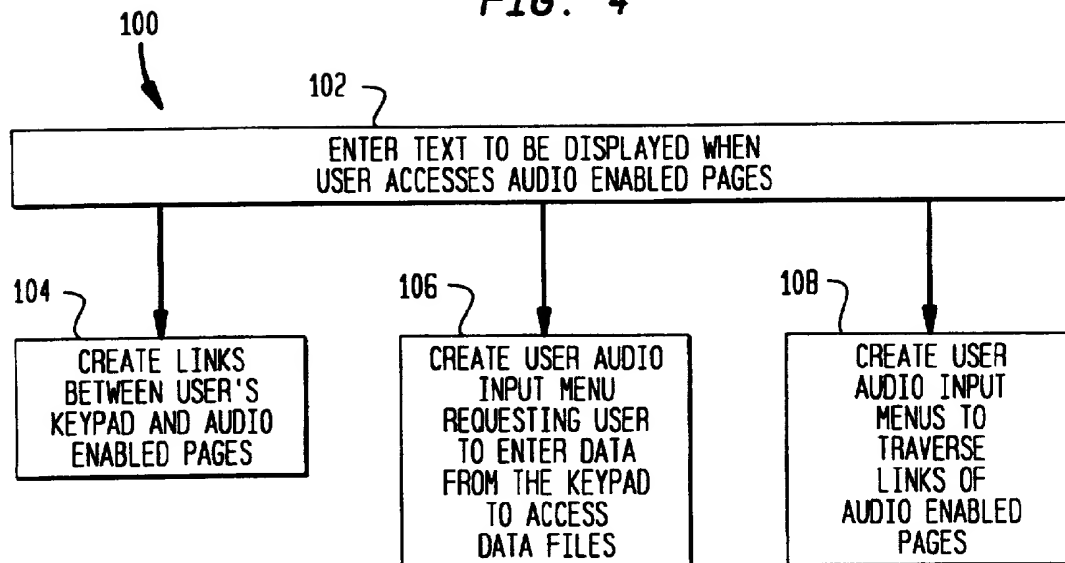 FIG. 4
100
102
ENTER TEXT TO BE DISPLAYED WHEN
USER ACCESSES AUDIO ENABLED PAGES
104
CREATE LINKS
BETWEEN USER'S
KEYPAD AND AUDIO
ENABLED PAGES
106
CREATE USER AUDIO
INPUT MENU
REQUESTING USER
TO ENTER DATA
FROM THE KEYPAD
TO ACCESS
DATA FILES
108
CREATE USER
AUDIO INPUT
MENUS TO
TRAVERSE
LINKS OF
AUDIO ENABLED
PAGES